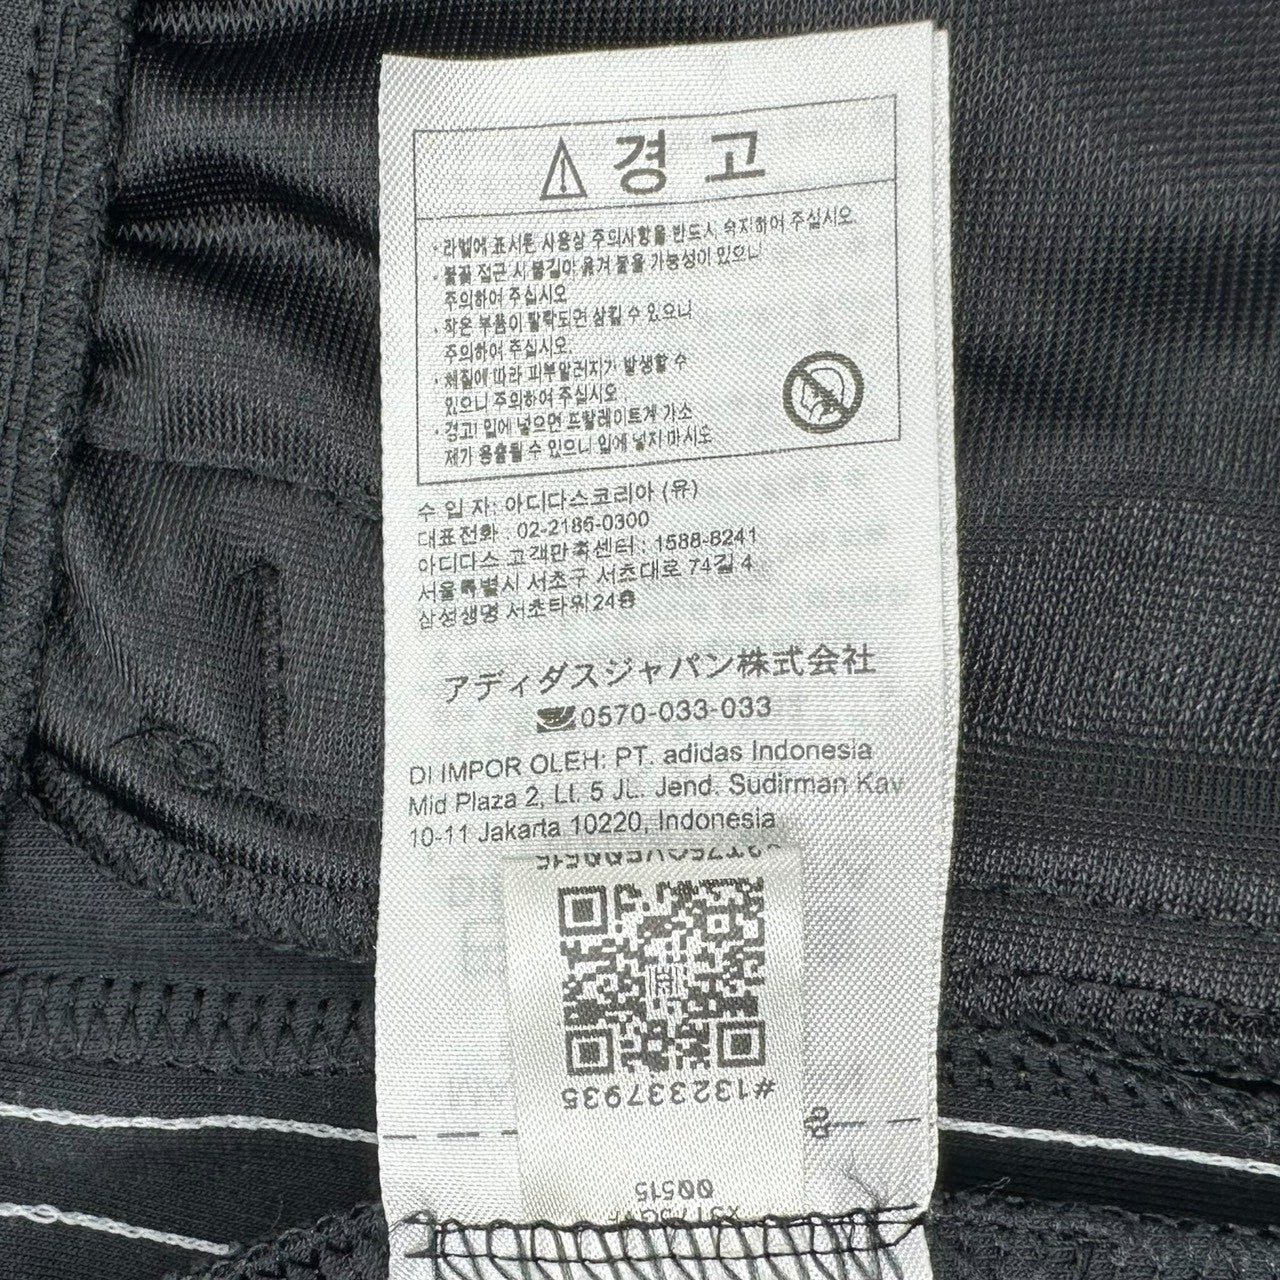 경 고
· 라벨에 표시된 사용상 주의사항을 반드시 숙지하여 주십시오.
· 불꽃 접근 시 불길이 옮겨 붙을 가능성이 있으니
주의하여 주십시오
· 작은 부품이 탈락되면 삼킬 수 있으니
주의하여 주십시오.
· 체질에 따라 피부알러지가 발생할 수
있으니 주의하여 주십시오.
· 경고! 입에 넣으면 프탈레이트계 가소
제가 용출될 수 있으니 입에 넣지 마시오
수 입 자: 아디다스코리아 (유)
대표전화 : 02-2186-0300
아디다스 고객만족센터 : 1588-8241
서울특별시 서초구 서초대로 74길 4
삼성생명 서초타워24층
アディダスジャパン株式会社
0570-033-033
DI IMPOR OLEH: PT. adidas Indonesia
Mid Plaza 2, Lt. 5 JL. Jend. Sudirman Kav
10-11 Jakarta 10220, Indonesia
#132337935
00515